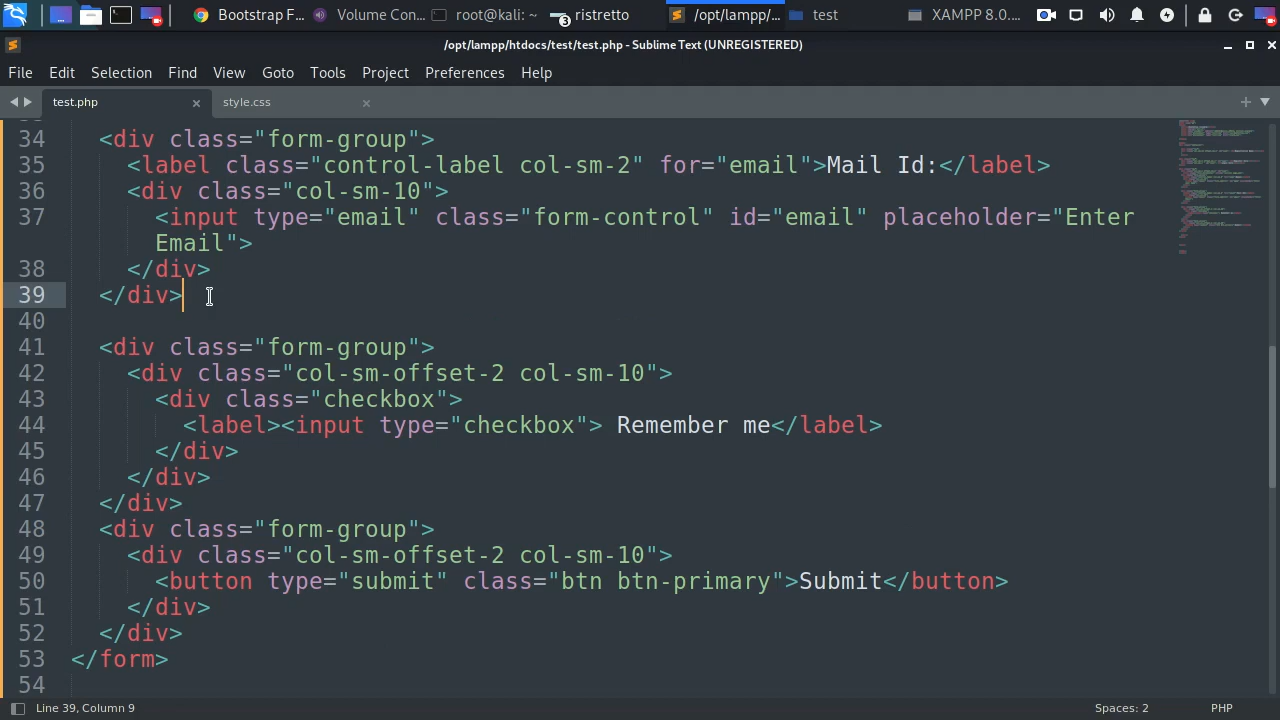 Bootstrap F...
Volume Con...
root@kali: ~
3
ristretto
/opt/lampp/...
test
XAMPP 8.0....
/opt/lampp/htdocs/test/test.php - Sublime Text (UNREGISTERED)
File Edit Selection Find View Goto Tools Project Preferences Help
test.php
style.css
34 <div class="form-group">
35 <label class="control-label col-sm-2" for="email">Mail Id:</label>
36 <div class="col-sm-10">
37 <input type="email" class="form-control" id="email" placeholder="Enter
Email">
38 </div>
39 </div>
40
41 <div class="form-group">
42 <div class="col-sm-offset-2 col-sm-10">
43 <div class="checkbox">
44 <label><input type="checkbox"> Remember me</label>
45 </div>
46 </div>
47 </div>
48 <div class="form-group">
49 <div class="col-sm-offset-2 col-sm-10">
50 <button type="submit" class="btn btn-primary">Submit</button>
51 </div>
52 </div>
53 </form>
54
Line 39, Column 9
Spaces: 2
PHP